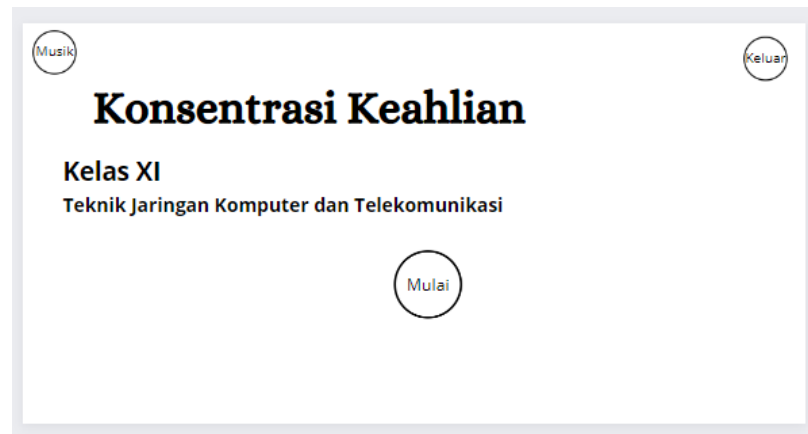 Musik
Keluar
Konsentrasi Keahlian
Kelas XI
Teknik Jaringan Komputer dan Telekomunikasi
Mulai